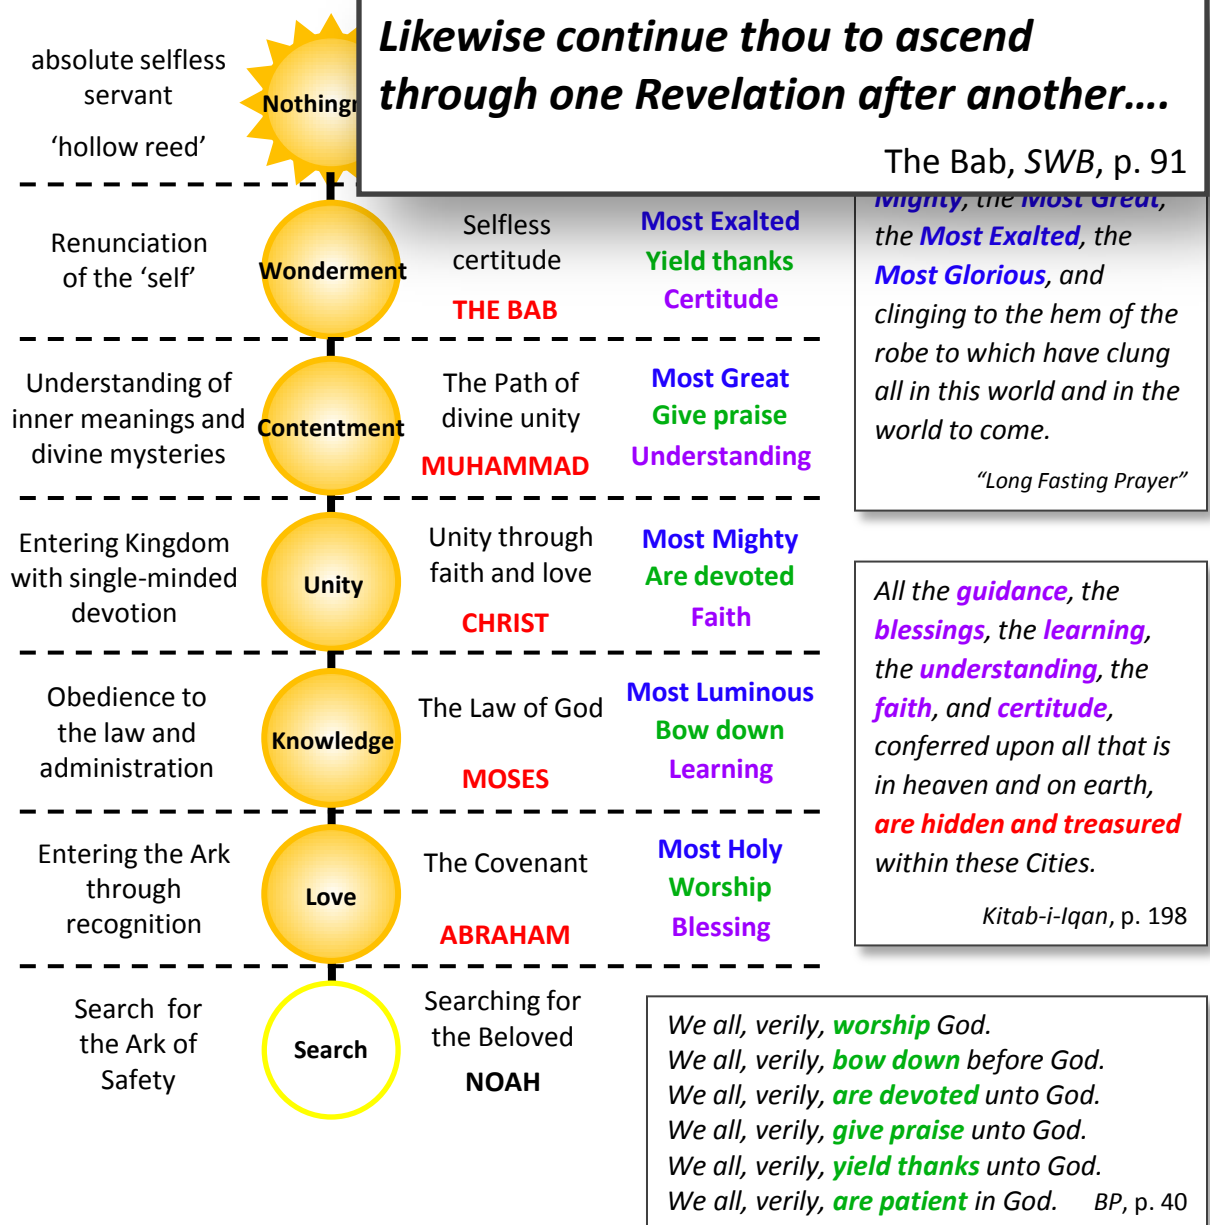 Likewise continue thou to ascend
through one Revelation after another....
The Bab, SWB, p. 91
absolute selfless
servant
‘hollow reed’
Renunciation
of the ‘self’
Wonderment
Selfless
certitude
THE BAB
Most Exalted
Yield thanks
Certitude
Understanding of
inner meanings and
divine mysteries
Contentment
The Path of
divine unity
MUHAMMAD
Most Great
Give praise
Understanding
Entering Kingdom
with single-minded
devotion
Unity
Unity through
faith and love
CHRIST
Most Mighty
Are devoted
Faith
Obedience to
the law and
administration
Knowledge
The Law of God
MOSES
Most Luminous
Bow down
Learning
Entering the Ark
through
recognition
Love
The Covenant
ABRAHAM
Most Holy
Worship
Blessing
Search for
the Ark of
Safety
Search
Searching for
the Beloved
NOAH
Mighty, the Most Great,
the Most Exalted, the
Most Glorious, and
clinging to the hem of the
robe to which have clung
all in this world and in the
world to come.
“Long Fasting Prayer”
All the guidance, the
blessings, the learning,
the understanding, the
faith, and certitude,
conferred upon all that is
in heaven and on earth,
are hidden and treasured
within these Cities.
Kitab-i-Iqan, p. 198
We all, verily, worship God.
We all, verily, bow down before God.
We all, verily, are devoted unto God.
We all, verily, give praise unto God.
We all, verily, yield thanks unto God.
We all, verily, are patient in God. BP, p. 40